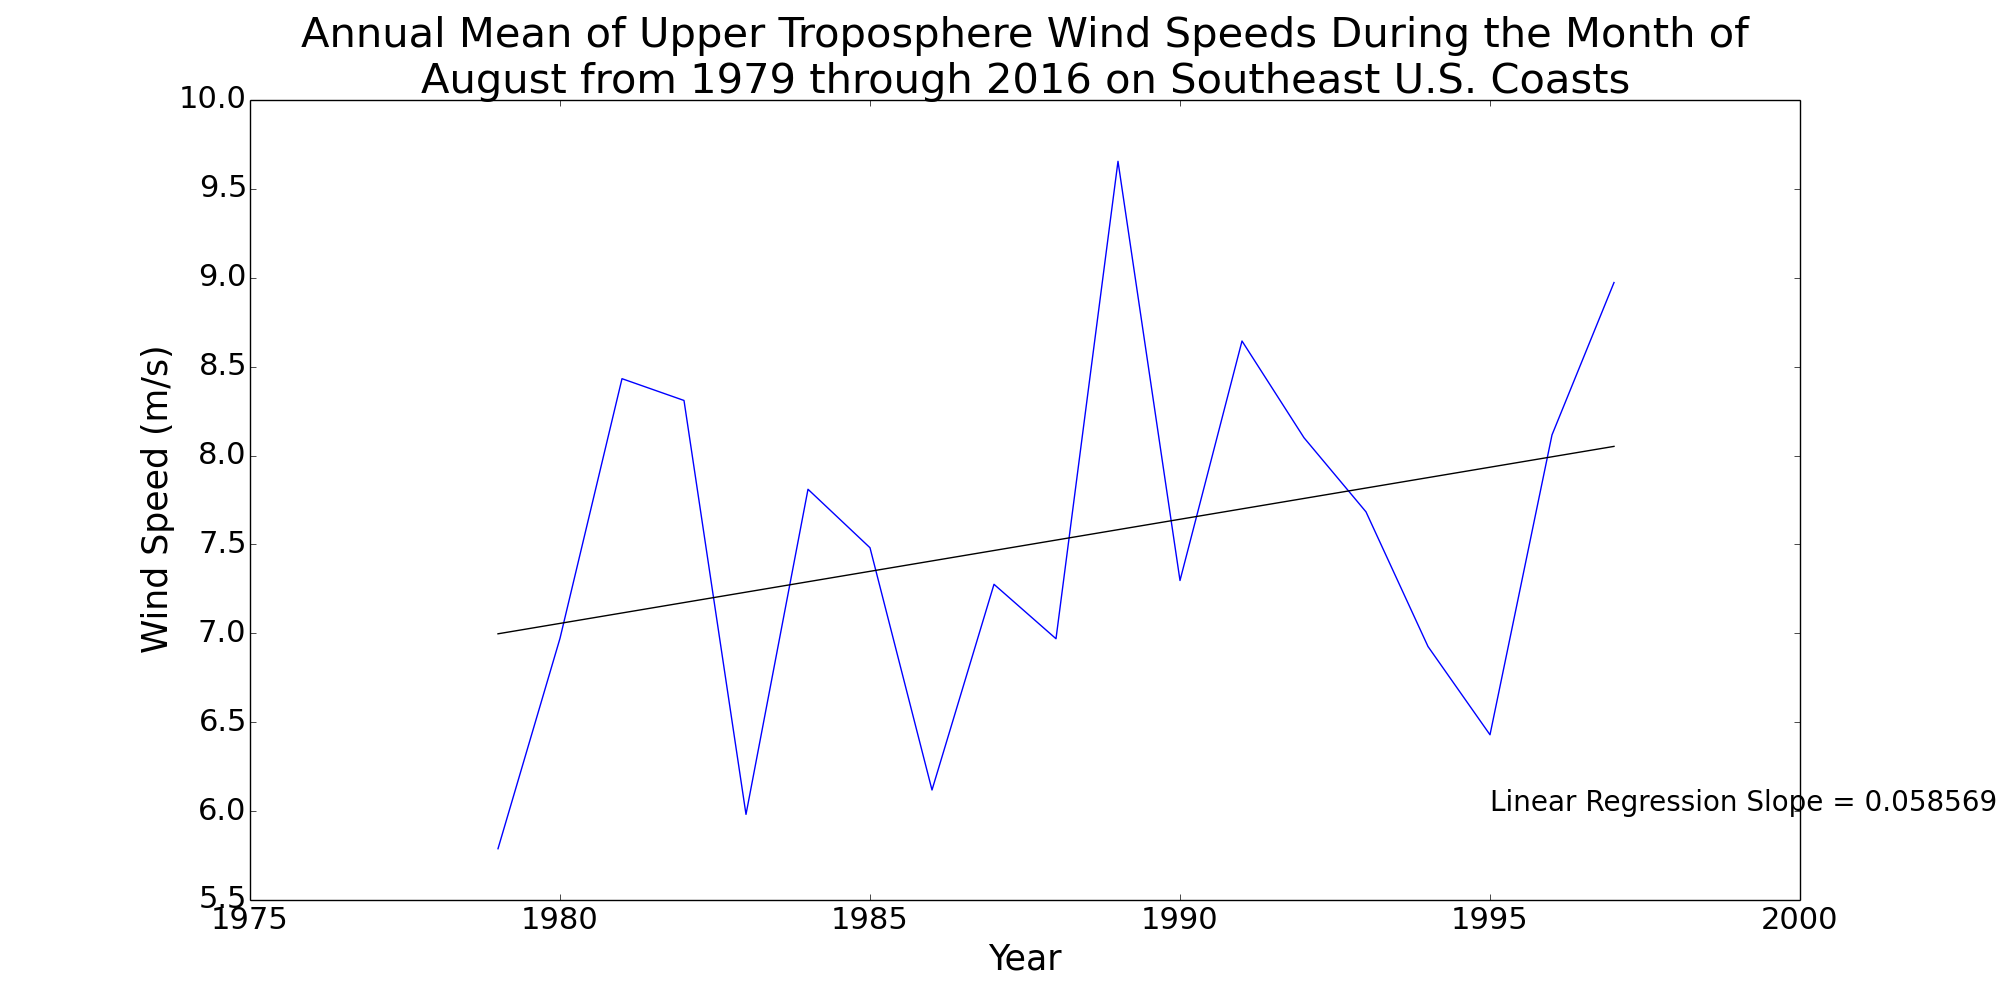 Annual Mean of Upper Troposphere Wind Speeds During the Month of
August from 1979 through 2016 on Southeast U.S. Coasts
10.0
9.5
9.0
8.5
8.0
7.5
7.0
6.5
6.0
5.5
Wind Speed (m/s)
Linear Regression Slope = 0.058569
1975 1980 1985 1990 1995 2000
Year